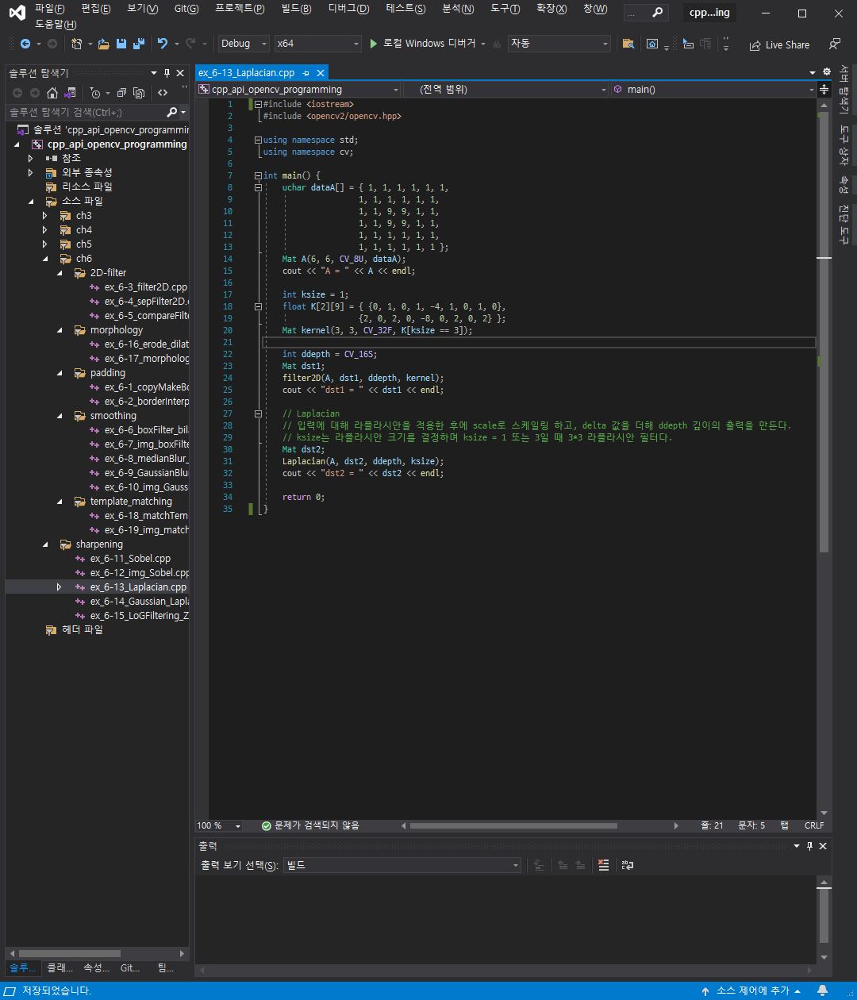 파일(F) 편집(E) 보기(V) Git(G) 프로젝트(P) 빌드(B) 디버그(D) 테스트(S) 분석(N) 도구(T) 확장(X) 창(W) ... cpp...ing
도움말(H)
Debug x64 로컬 Windows 디버거 자동 Live Share
솔루션 탐색기
솔루션 탐색기 검색(Ctrl+;)
솔루션 'cpp_api_opencv_programmin
cpp_api_opencv_programming
참조
외부 종속성
리소스 파일
소스 파일
ch3
ch4
ch5
ch6
2D-filter
ex_6-3_filter2D.cpp
ex_6-4_sepFilter2D.
ex_6-5_compareFilte
morphology
ex_6-16_erode_dilat
ex_6-17_morpholog
padding
ex_6-1_copyMakeBo
ex_6-2_borderInterp
smoothing
ex_6-6_boxFilter_bil
ex_6-7_img_boxFilte
ex_6-8_medianBlur_
ex_6-9_GaussianBlu
ex_6-10_img_Gauss
template_matching
ex_6-18_matchTem
ex_6-19_img_match
sharpening
ex_6-11_Sobel.cpp
ex_6-12_img_Sobel.cpp
ex_6-13_Laplacian.cpp
ex_6-14_Gaussian_Lapla
ex_6-15_LoGFiltering_Z
헤더 파일
솔루... 클래... 속성... Git... 팀...
ex_6-13_Laplacian.cpp
cpp_api_opencv_programming (전역 범위) main()
1 #include <iostream>
2 #include <opencv2/opencv.hpp>
3
4 using namespace std;
5 using namespace cv;
6
7 int main() {
8 uchar dataA[] = { 1, 1, 1, 1, 1, 1,
9 1, 1, 1, 1, 1, 1,
10 1, 1, 9, 9, 1, 1,
11 1, 1, 9, 9, 1, 1,
12 1, 1, 1, 1, 1, 1,
13 1, 1, 1, 1, 1, 1 };
14 Mat A(6, 6, CV_8U, dataA);
15 cout << "A = " << A << endl;
16
17 int ksize = 1;
18 float K[2][9] = { {0, 1, 0, 1, -4, 1, 0, 1, 0},
19 {2, 0, 2, 0, -8, 0, 2, 0, 2} };
20 Mat kernel(3, 3, CV_32F, K[ksize == 3]);
21
22 int ddepth = CV_16S;
23 Mat dst1;
24 filter2D(A, dst1, ddepth, kernel);
25 cout << "dst1 = " << dst1 << endl;
26
27 // Laplacian
28 // 입력에 대해 라플라시안을 적용한 후에 scale로 스케일링 하고, delta 값을 더해 ddepth 깊이의 출력을 만든다.
29 // ksize는 라플라시안 크기를 결정하며 ksize = 1 또는 3일 때 3*3 라플라시안 필터다.
30 Mat dst2;
31 Laplacian(A, dst2, ddepth, ksize);
32 cout << "dst2 = " << dst2 << endl;
33
34 return 0;
35 }
100 % 문제가 검색되지 않음 줄: 21 문자: 5 탭 CRLF
출력
출력 보기 선택(S): 빌드
서버 탐색기
도구 상자
속성
진단 도구
저장되었습니다. 소스 제어에 추가